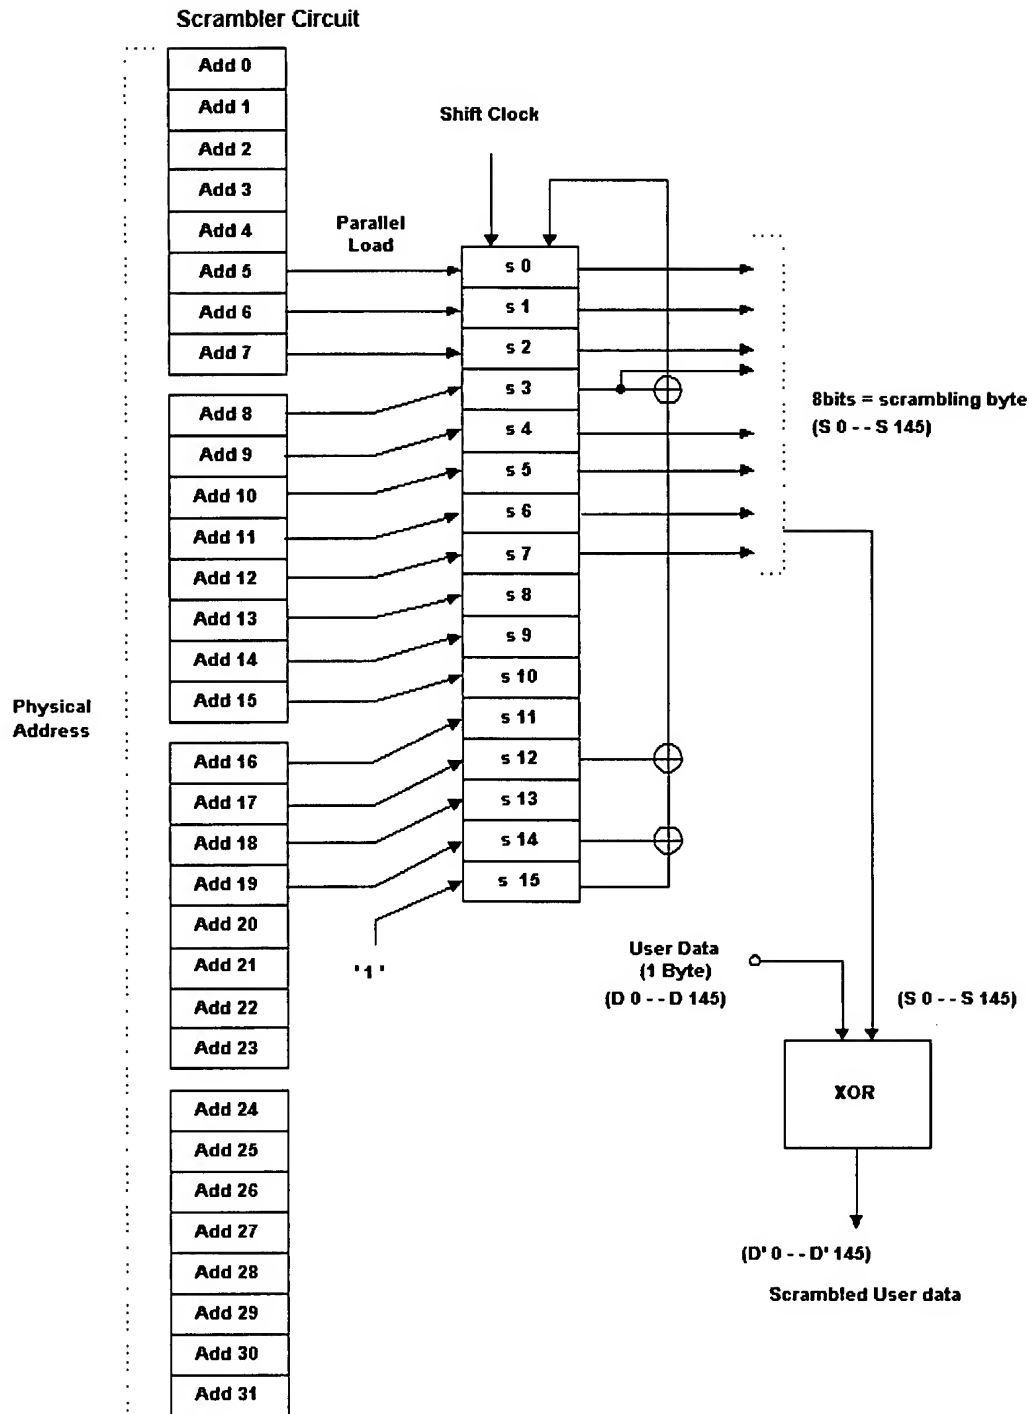 Scrambler Circuit
Add 0
Add 1
Add 2
Add 3
Add 4
Add 5
Add 6
Add 7
Add 8
Add 9
Add 10
Add 11
Add 12
Add 13
Add 14
Add 15
Add 16
Add 17
Add 18
Add 19
Add 20
Add 21
Add 22
Add 23
Add 24
Add 25
Add 26
Add 27
Add 28
Add 29
Add 30
Add 31
Physical
Address
Parallel
Load
Shift Clock
s 0
s 1
s 2
s 3
s 4
s 5
s 6
s 7
s 8
s 9
s 10
s 11
s 12
s 13
s 14
s 15
'1'
8bits = scrambling byte
(S 0 - - S 145)
User Data
(1 Byte)
(D 0 - - D 145)
(S 0 - - S 145)
XOR
(D' 0 - - D' 145)
Scrambled User data